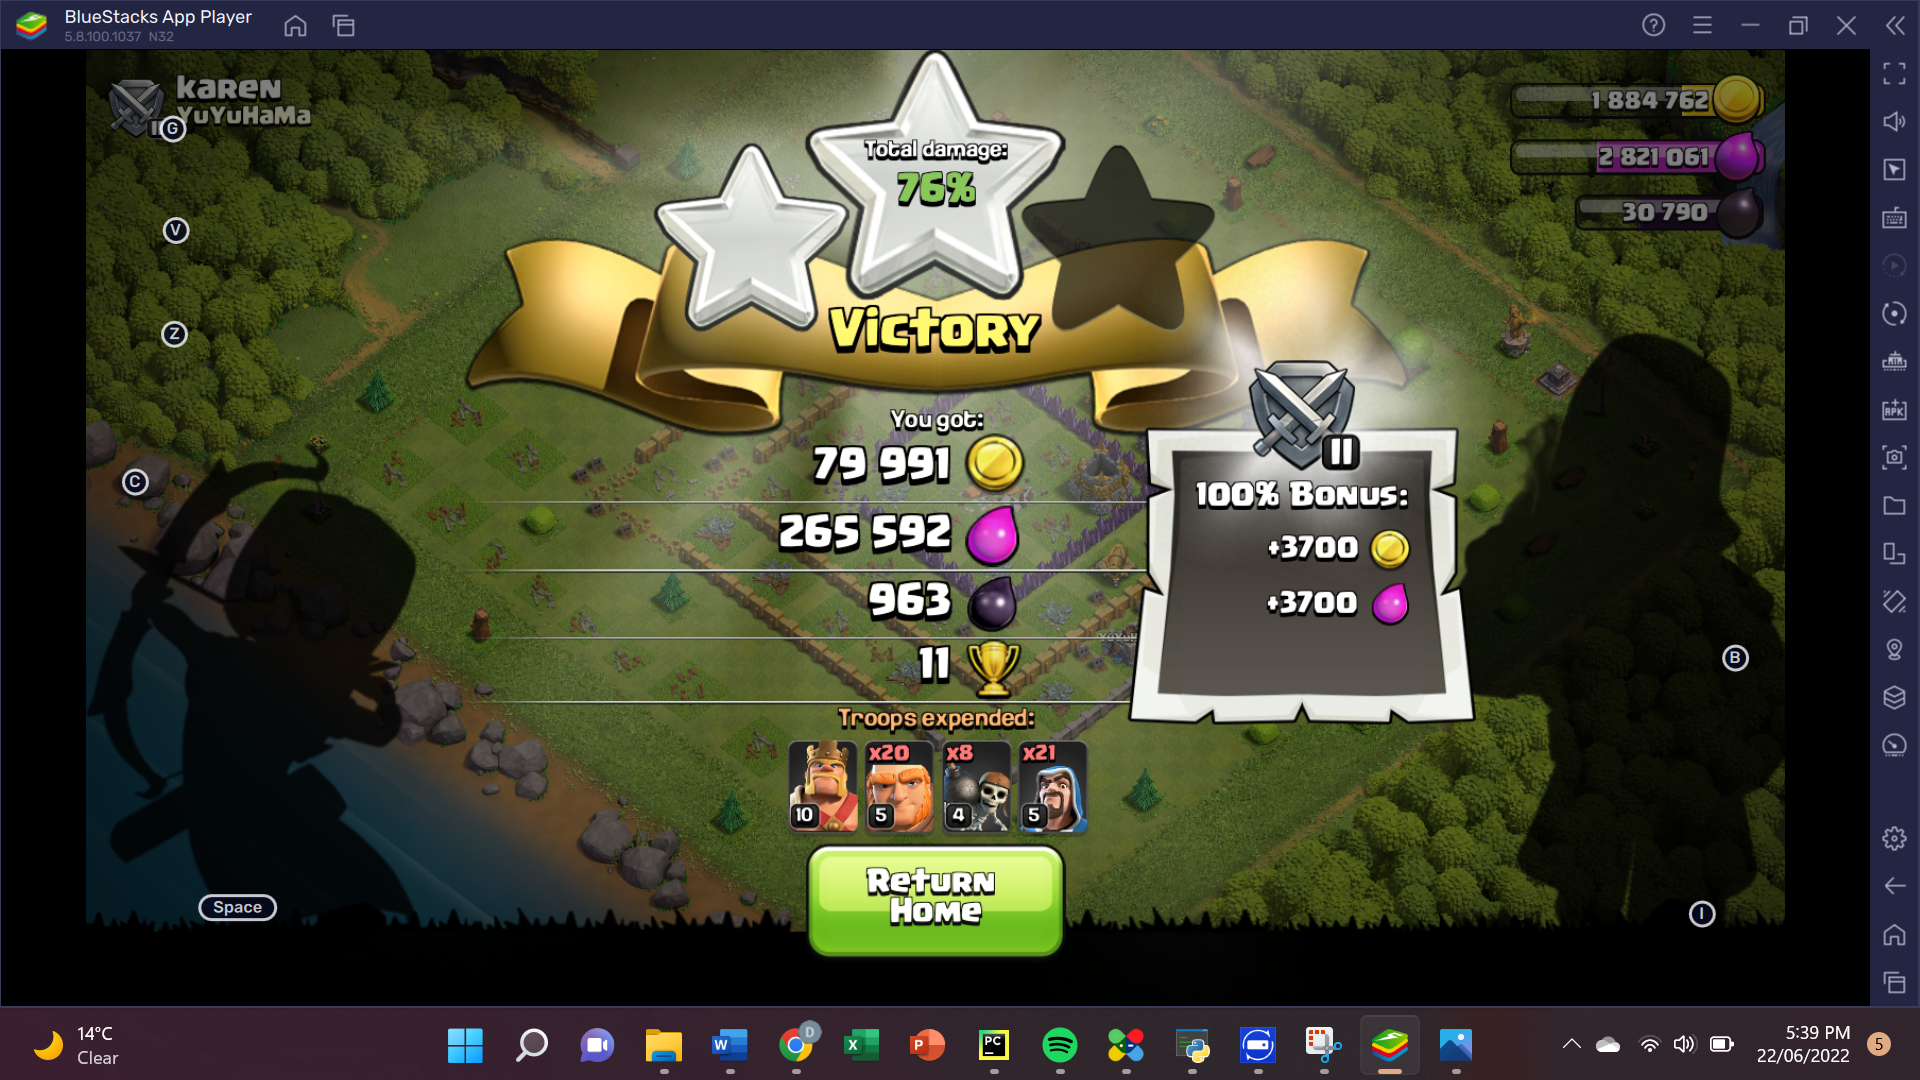 BlueStacks App Player
5.8.100.1037 N32
karen
YuYuHaMa
G
V
Z
C
Space
1 884 762
2 821 061
30 790
Total damage:
76%
Victory
You got:
79 991
265 592
963
11
II
100% Bonus:
+3700
+3700
B
I
Troops expended:
x20
x8
x21
10
5
4
5
Return
Home
APK
14°C
Clear
W
D
X
P
PC
5:39 PM
22/06/2022
5